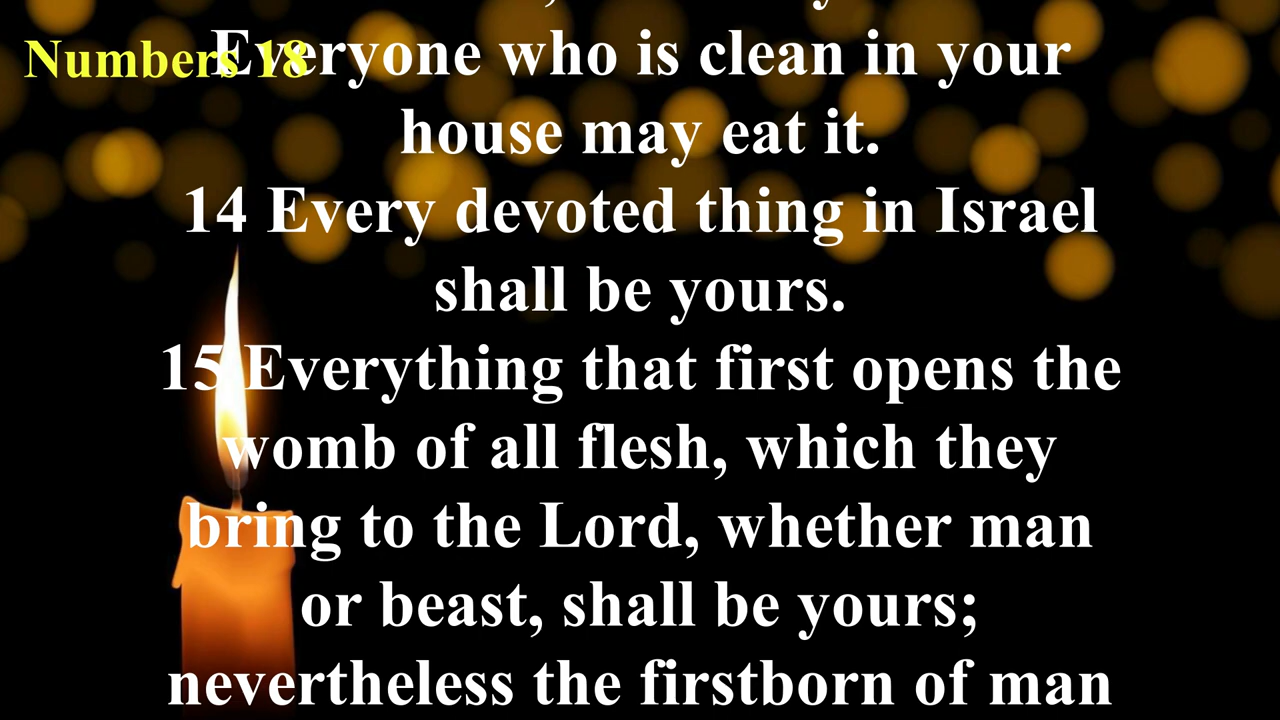 Numbers 18
Everyone who is clean in your
house may eat it.
14 Every devoted thing in Israel
shall be yours.
15 Everything that first opens the
womb of all flesh, which they
bring to the Lord, whether man
or beast, shall be yours;
nevertheless the firstborn of man